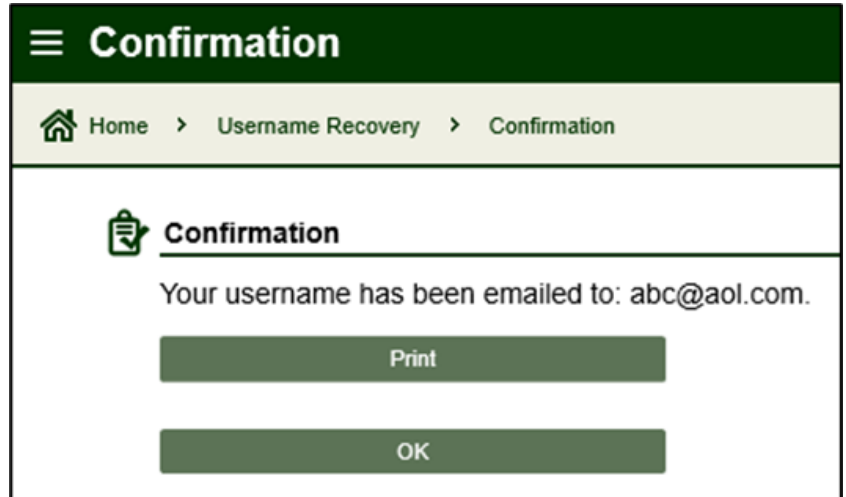 Confirmation
Home > Username Recovery > Confirmation
Confirmation
Your username has been emailed to: abc@aol.com.
Print
OK